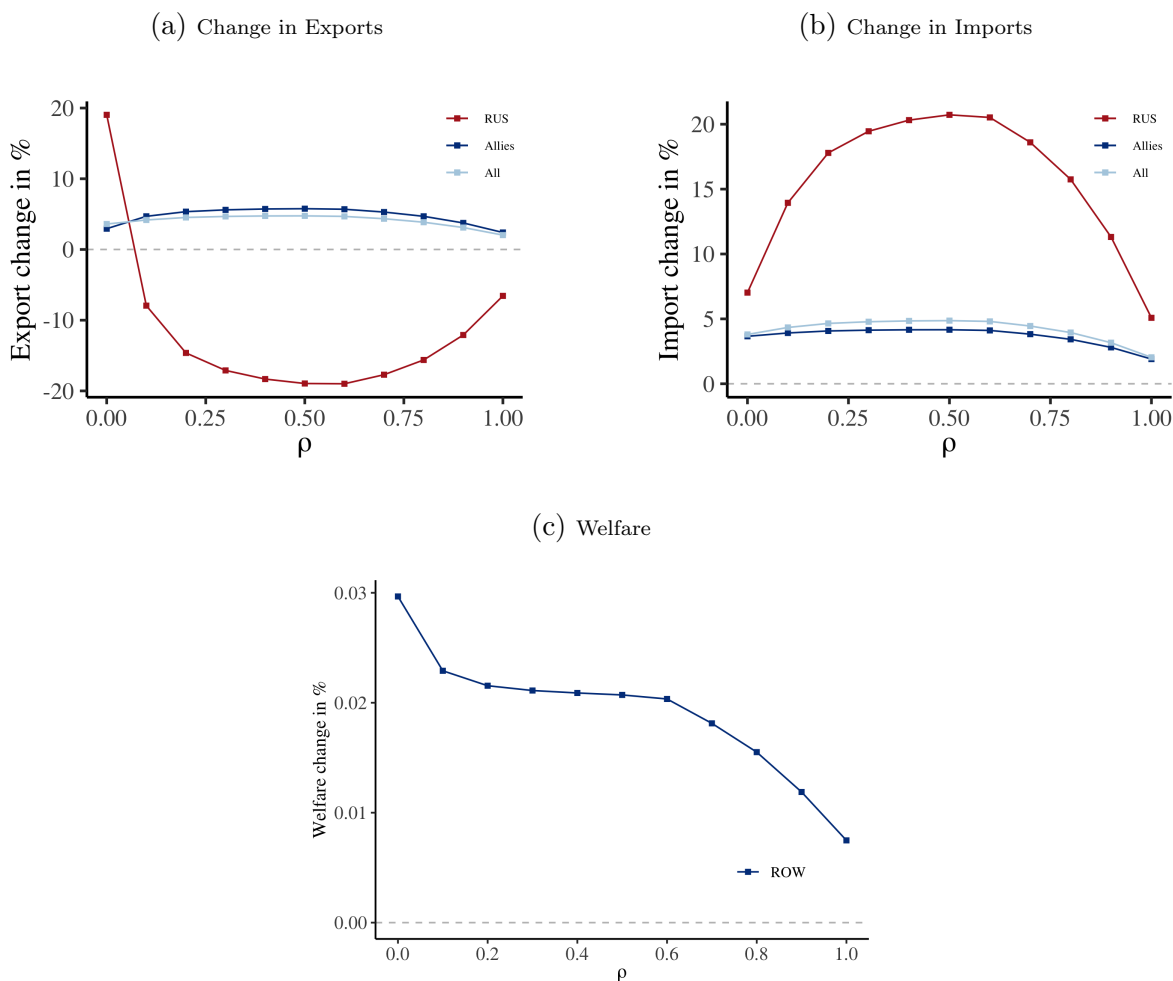 (a) Change in Exports
(b) Change in Imports
Export change in %
20
10
0
-10
-20
0.00 0.25 0.50 0.75 1.00
ρ
RUS
Allies
All
Import change in %
20
15
10
5
0
0.00 0.25 0.50 0.75 1.00
ρ
RUS
Allies
All
(c) Welfare
Welfare change in %
0.03
0.02
0.01
0.00
0.0 0.2 0.4 0.6 0.8 1.0
ρ
ROW